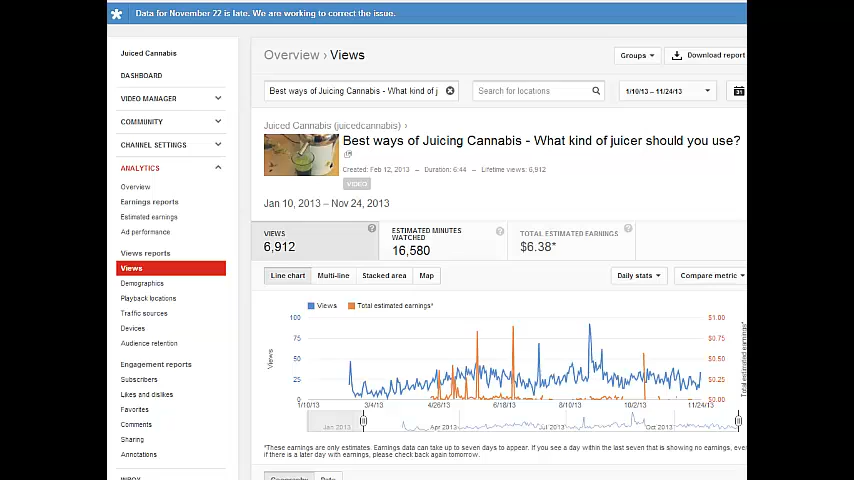 Data for November 22 is late. We are working to correct the issue.
Juiced Cannabis
DASHBOARD
VIDEO MANAGER
COMMUNITY
CHANNEL SETTINGS
ANALYTICS
Overview
Earnings reports
Estimated earnings
Ad performance
Views reports
Views
Demographics
Playback locations
Traffic sources
Devices
Audience retention
Engagement reports
Subscribers
Likes and dislikes
Favorites
Comments
Sharing
Annotations
Overview › Views
Groups
Download report
Best ways of Juicing Cannabis - What kind of j
Search for locations
1/10/13 – 11/24/13
31
Juiced Cannabis (juicedcannabis) ›
Best ways of Juicing Cannabis - What kind of juicer should you use?
Created: Feb 12, 2013 – Duration: 6:44 – Lifetime views: 6,912
VIDEO
Jan 10, 2013 – Nov 24, 2013
VIEWS
6,912
ESTIMATED MINUTES
WATCHED
16,580
TOTAL ESTIMATED EARNINGS
$6.38*
Line chart
Multi-line
Stacked area
Map
Daily stats
Compare metric
Views
Total estimated earnings*
100
75
50
25
0
Views
$1.00
$0.75
$0.50
$0.25
$0.00
Total estimated earnings
1/10/13
3/4/13
4/26/13
6/18/13
8/10/13
10/2/13
11/24/13
Jan 2013
Apr 2013
Jul 2013
Oct 2013
*These earnings are only estimates. Earnings data can take up to seven days to appear. If you see a day within the last seven that is showing no earnings, eve
if there is a later day with earnings, please check back again tomorrow.